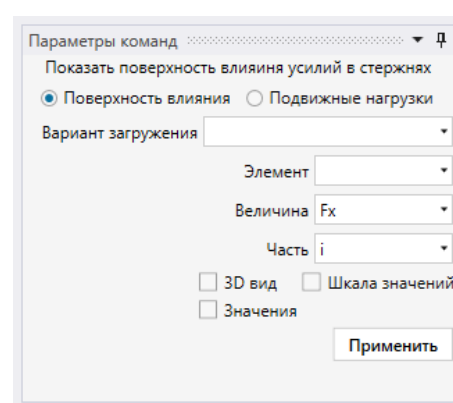 Параметры команд
Показать поверхность влияиня усилий в стержнях
Поверхность влияния Подвижные нагрузки
Вариант загружения
Элемент
Величина Fx
Часть i
3D вид Шкала значений
Значения
Применить